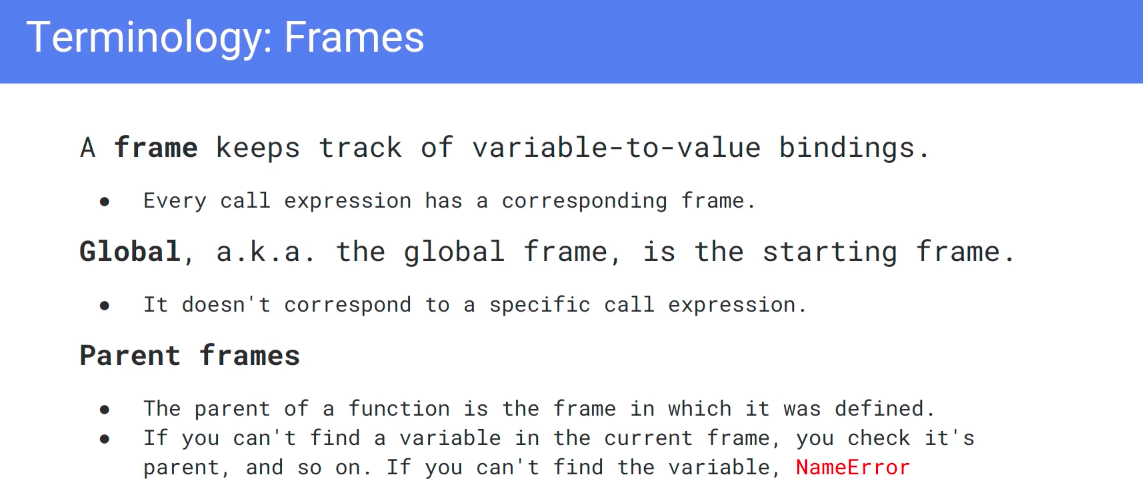 Terminology: Frames
A frame keeps track of variable-to-value bindings.
● Every call expression has a corresponding frame.
Global, a.k.a. the global frame, is the starting frame.
● It doesn't correspond to a specific call expression.
Parent frames
● The parent of a function is the frame in which it was defined.
● If you can't find a variable in the current frame, you check it's
parent, and so on. If you can't find the variable, NameError